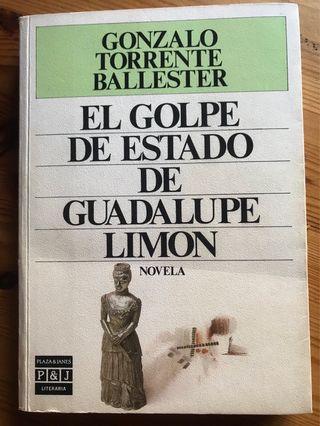 GONZALO
TORRENTE
BALLESTER
EL GOLPE
DE ESTADO
DE
GUADALUPE
LIMON
NOVELA
PLAZA & JANES
P&J
LITERARIA